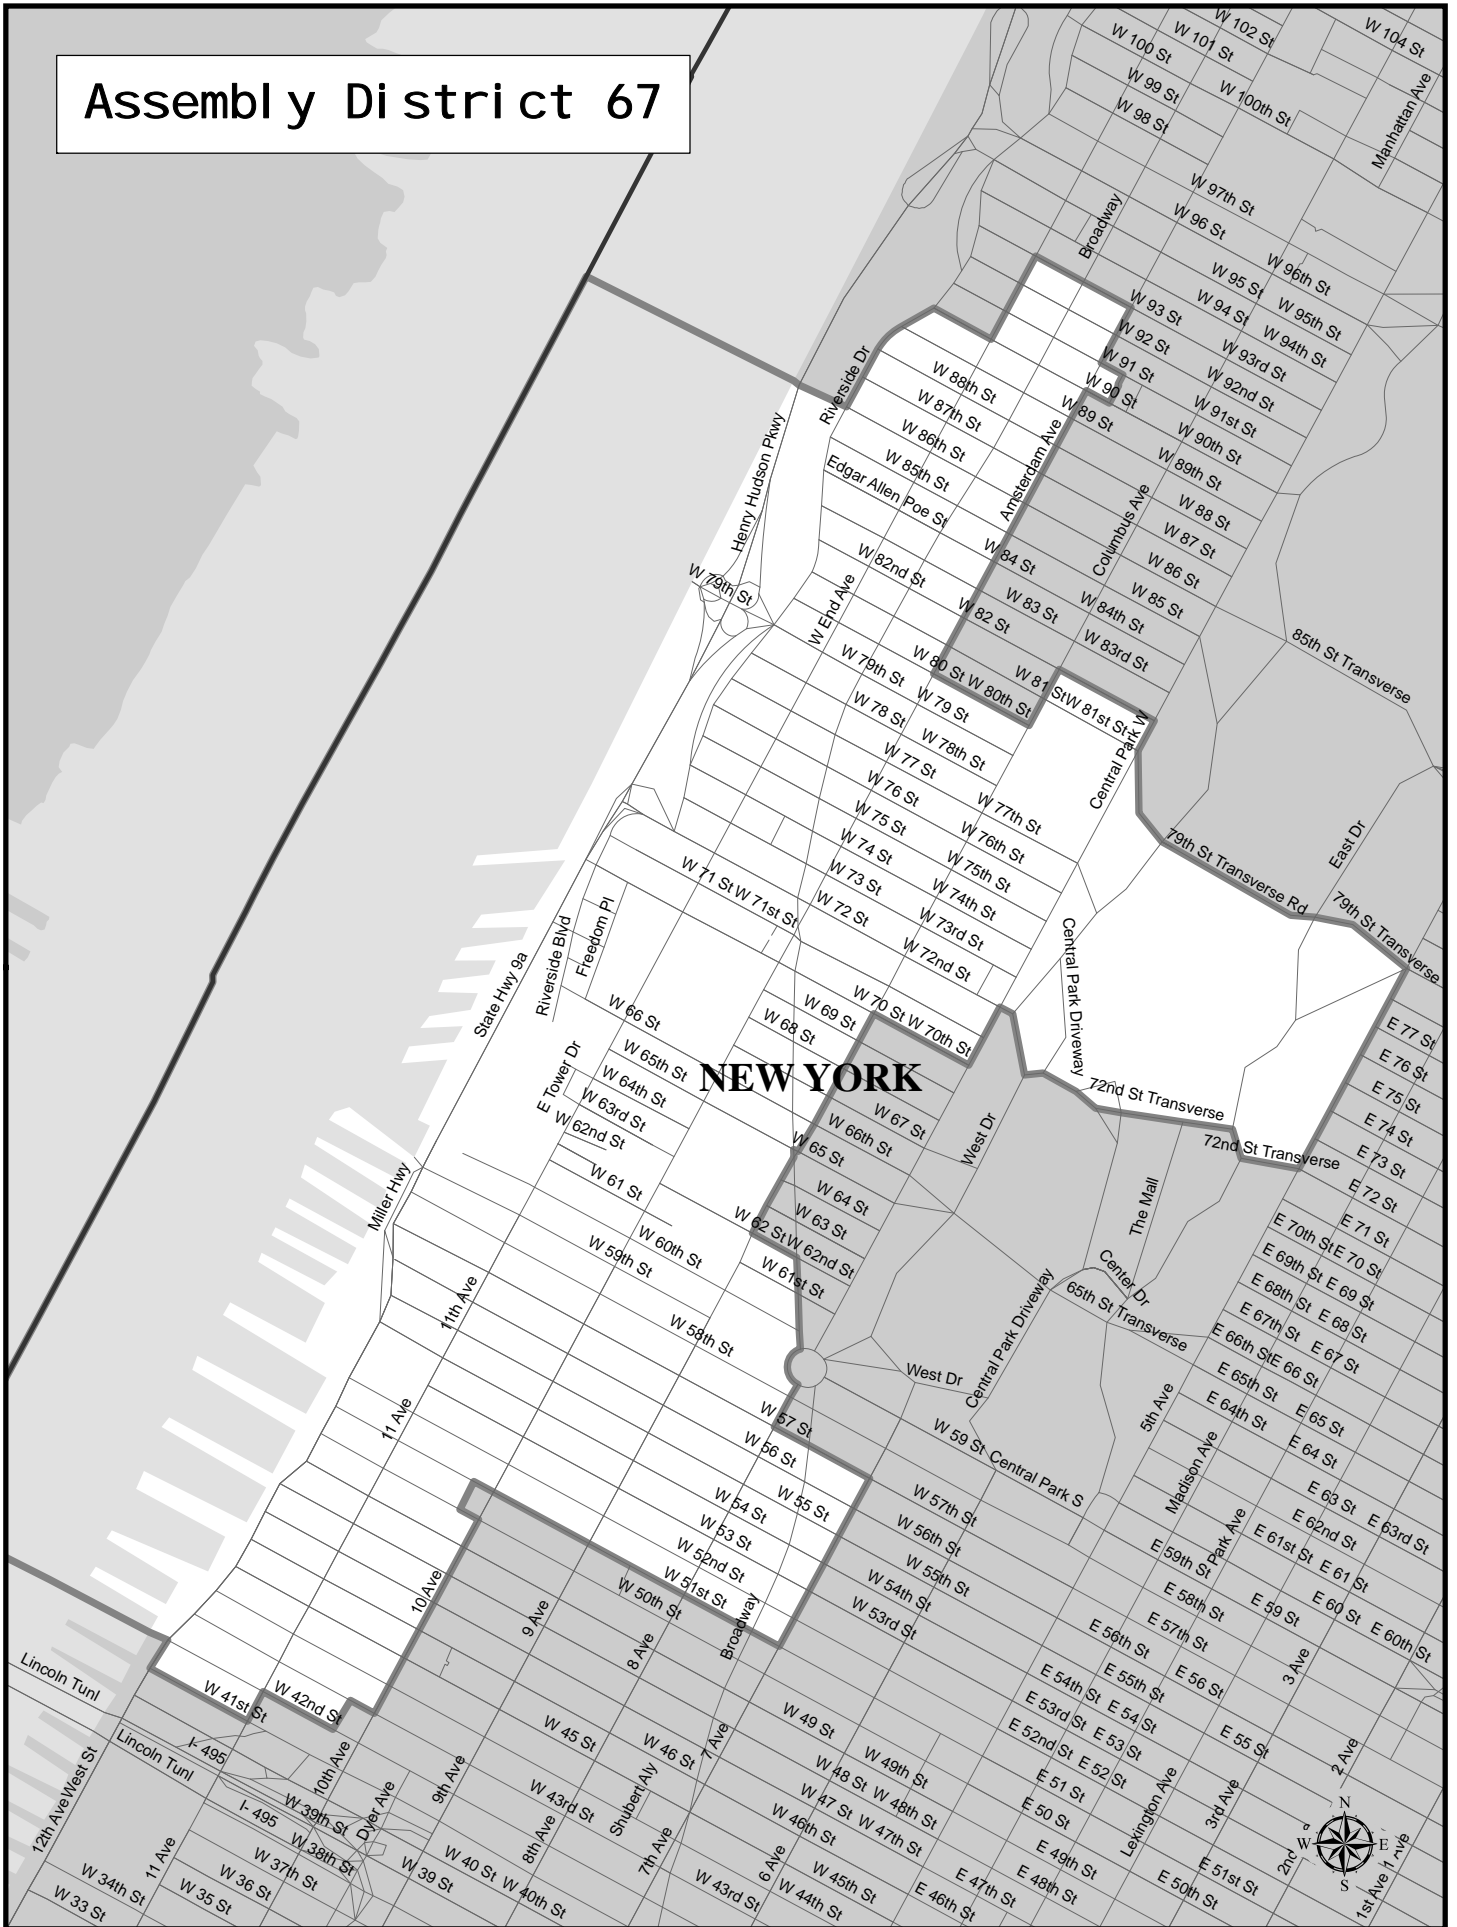 Assembly District 67
W 102 St
W 104 St
W 101 St
W 100 St
W 99 St
W 100th St
W 98 St
Manhattan Ave
W 97th St
W 96 St
Broadway
W 96th St
W 95 St
W 95th St
W 94 St
W 94th St
W 93 St
W 93rd St
W 92 St
W 92nd St
W 91 St
W 91st St
W 90 St
W 90th St
W 89 St
W 89th St
Riverside Dr
W 88th St
W 87th St
W 86th St
W 85th St
Edgar Allen Poe St
Henry Hudson Pkwy
Amsterdam Ave
Columbus Ave
W 88 St
W 87 St
W 86 St
W 85 St
W 84 St
W 84th St
W 83 St
W 83rd St
W 82nd St
W 82 St
W 79th St
W End Ave
85th St Transverse
W 80 St
W 80th St
W 81 St
W 81st St
W 79th St
W 79 St
W 78 St
W 78th St
W 77 St
W 77th St
W 76 St
W 76th St
W 75 St
W 75th St
W 74 St
W 74th St
W 73 St
W 73rd St
W 72 St
W 72nd St
Central Park W
79th St Transverse Rd
East Dr
79th St Transverse
W 71 St
W 71st St
Riverside Blvd
Freedom Pl
State Hwy 9a
Central Park Driveway
W 70 St
W 70th St
W 69 St
W 68 St
W 66 St
W 65th St
W 64th St
W 63rd St
W 62nd St
W 61 St
E Tower Dr
NEW YORK
W 67 St
W 66th St
W 65 St
W 64 St
W 63 St
W 62 St
W 62nd St
W 61st St
West Dr
72nd St Transverse
72nd St Transverse
The Mall
E 77 St
E 76 St
E 75 St
E 74 St
E 73 St
E 72 St
E 71 St
E 70th St
E 70 St
E 69th St
E 69 St
E 68th St
E 68 St
E 67th St
E 67 St
E 66th St
E 66 St
E 65th St
E 65 St
E 64th St
E 64 St
E 63 St
E 63rd St
E 62nd St
E 61st St
E 61 St
E 60 St
E 60th St
Miller Hwy
W 60th St
W 59th St
W 58th St
Center Dr
65th St Transverse
Central Park Driveway
West Dr
W 59 St
Central Park S
11th Ave
11 Ave
W 57 St
W 56 St
W 55 St
W 54 St
W 53 St
W 52nd St
W 51st St
W 50th St
W 57th St
W 56th St
W 55th St
W 54th St
W 53rd St
5th Ave
Madison Ave
Park Ave
E 59th St
E 58th St
E 59 St
E 57th St
E 56th St
E 56 St
E 55th St
E 55 St
E 54th St
E 54 St
E 53rd St
E 53 St
E 52nd St
E 52 St
E 51 St
E 50 St
E 49th St
E 48th St
E 47th St
E 46th St
E 51st St
E 50th St
10 Ave
9 Ave
8 Ave
Broadway
7 Ave
3 Ave
2 Ave
W 41st St
W 42nd St
Lincoln Tunl
Lincoln Tunl
I- 495
I- 495
12th Ave
West St
11 Ave
10th Ave
Dyer Ave
9th Ave
8th Ave
Shubert Aly
7th Ave
6 Ave
Lexington Ave
3rd Ave
2nd
1st Ave
1 Ave
W 45 St
W 46 St
W 43rd St
W 49 St
W 49th St
W 48 St
W 48th St
W 47 St
W 47th St
W 46th St
W 45th St
W 44th St
W 43rd St
W 39th St
W 38th St
W 37th St
W 36 St
W 35 St
W 34th St
W 33 St
W 40 St
W 40th St
W 39 St
N
W
E
S